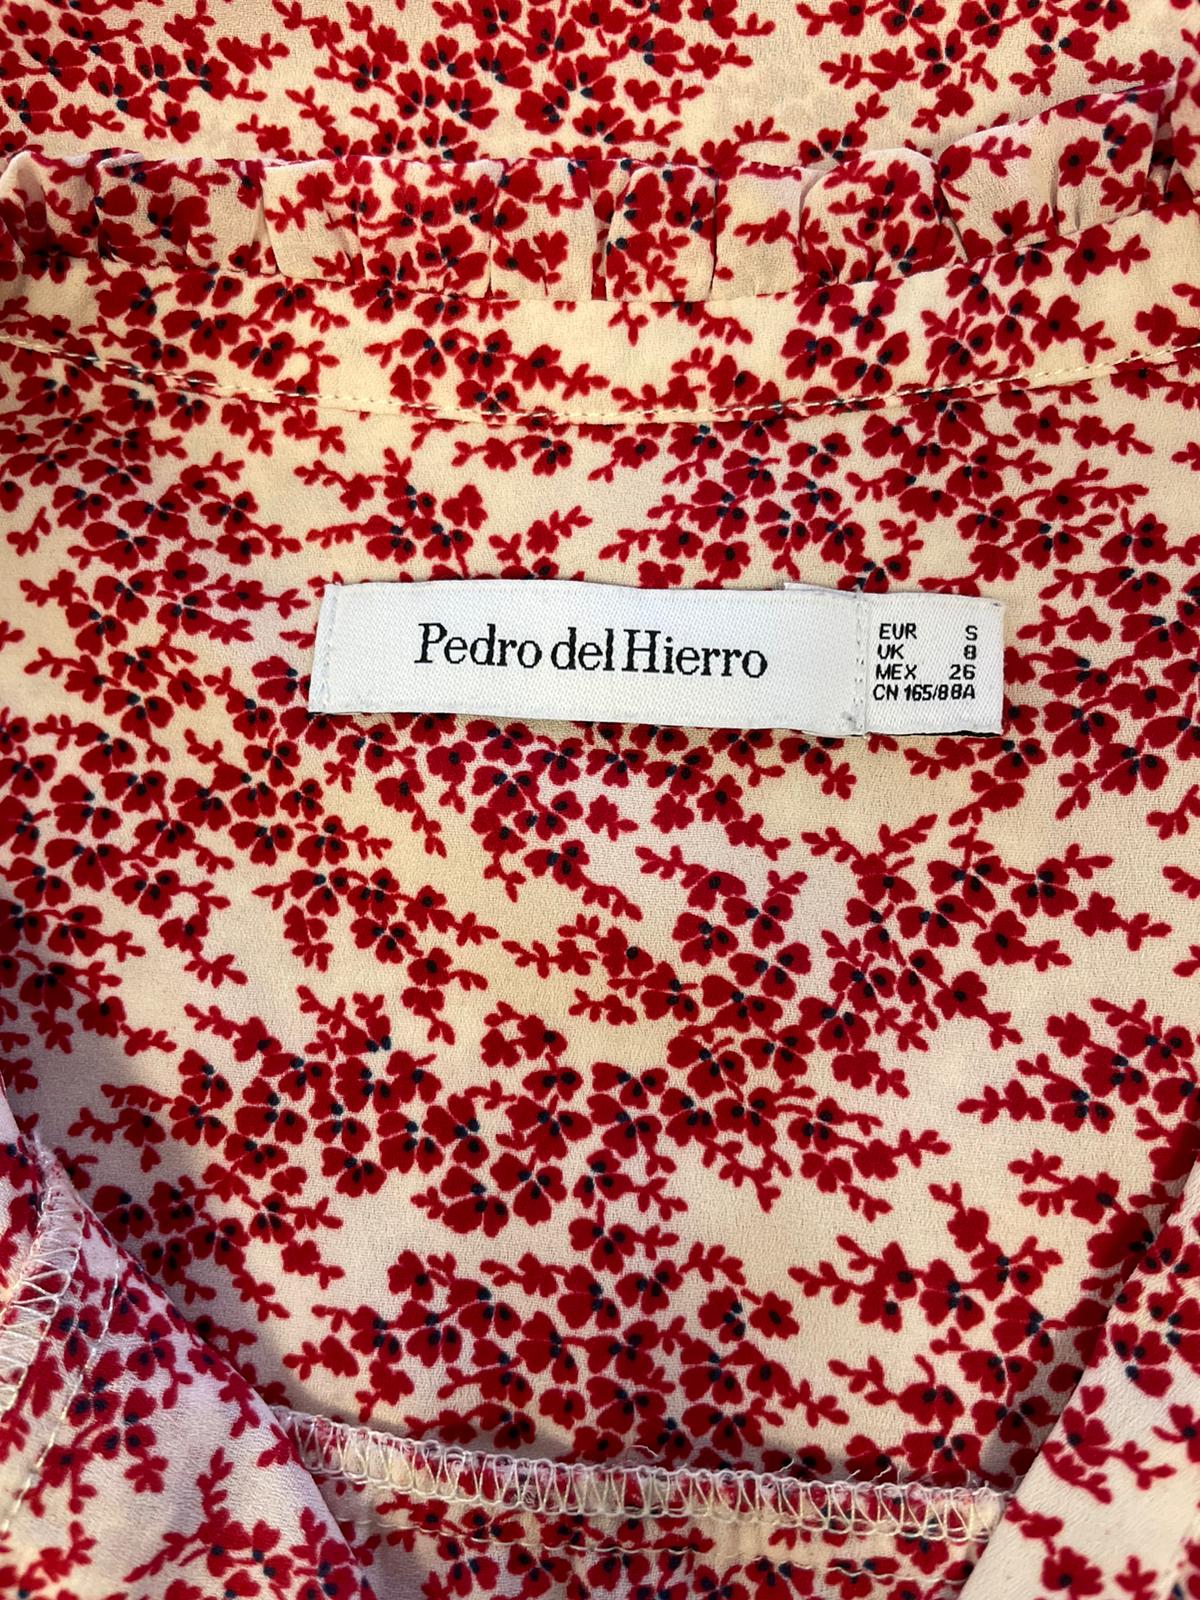 Pedro del Hierro
EUR S
UK 8
MEX 26
CN 165/88A